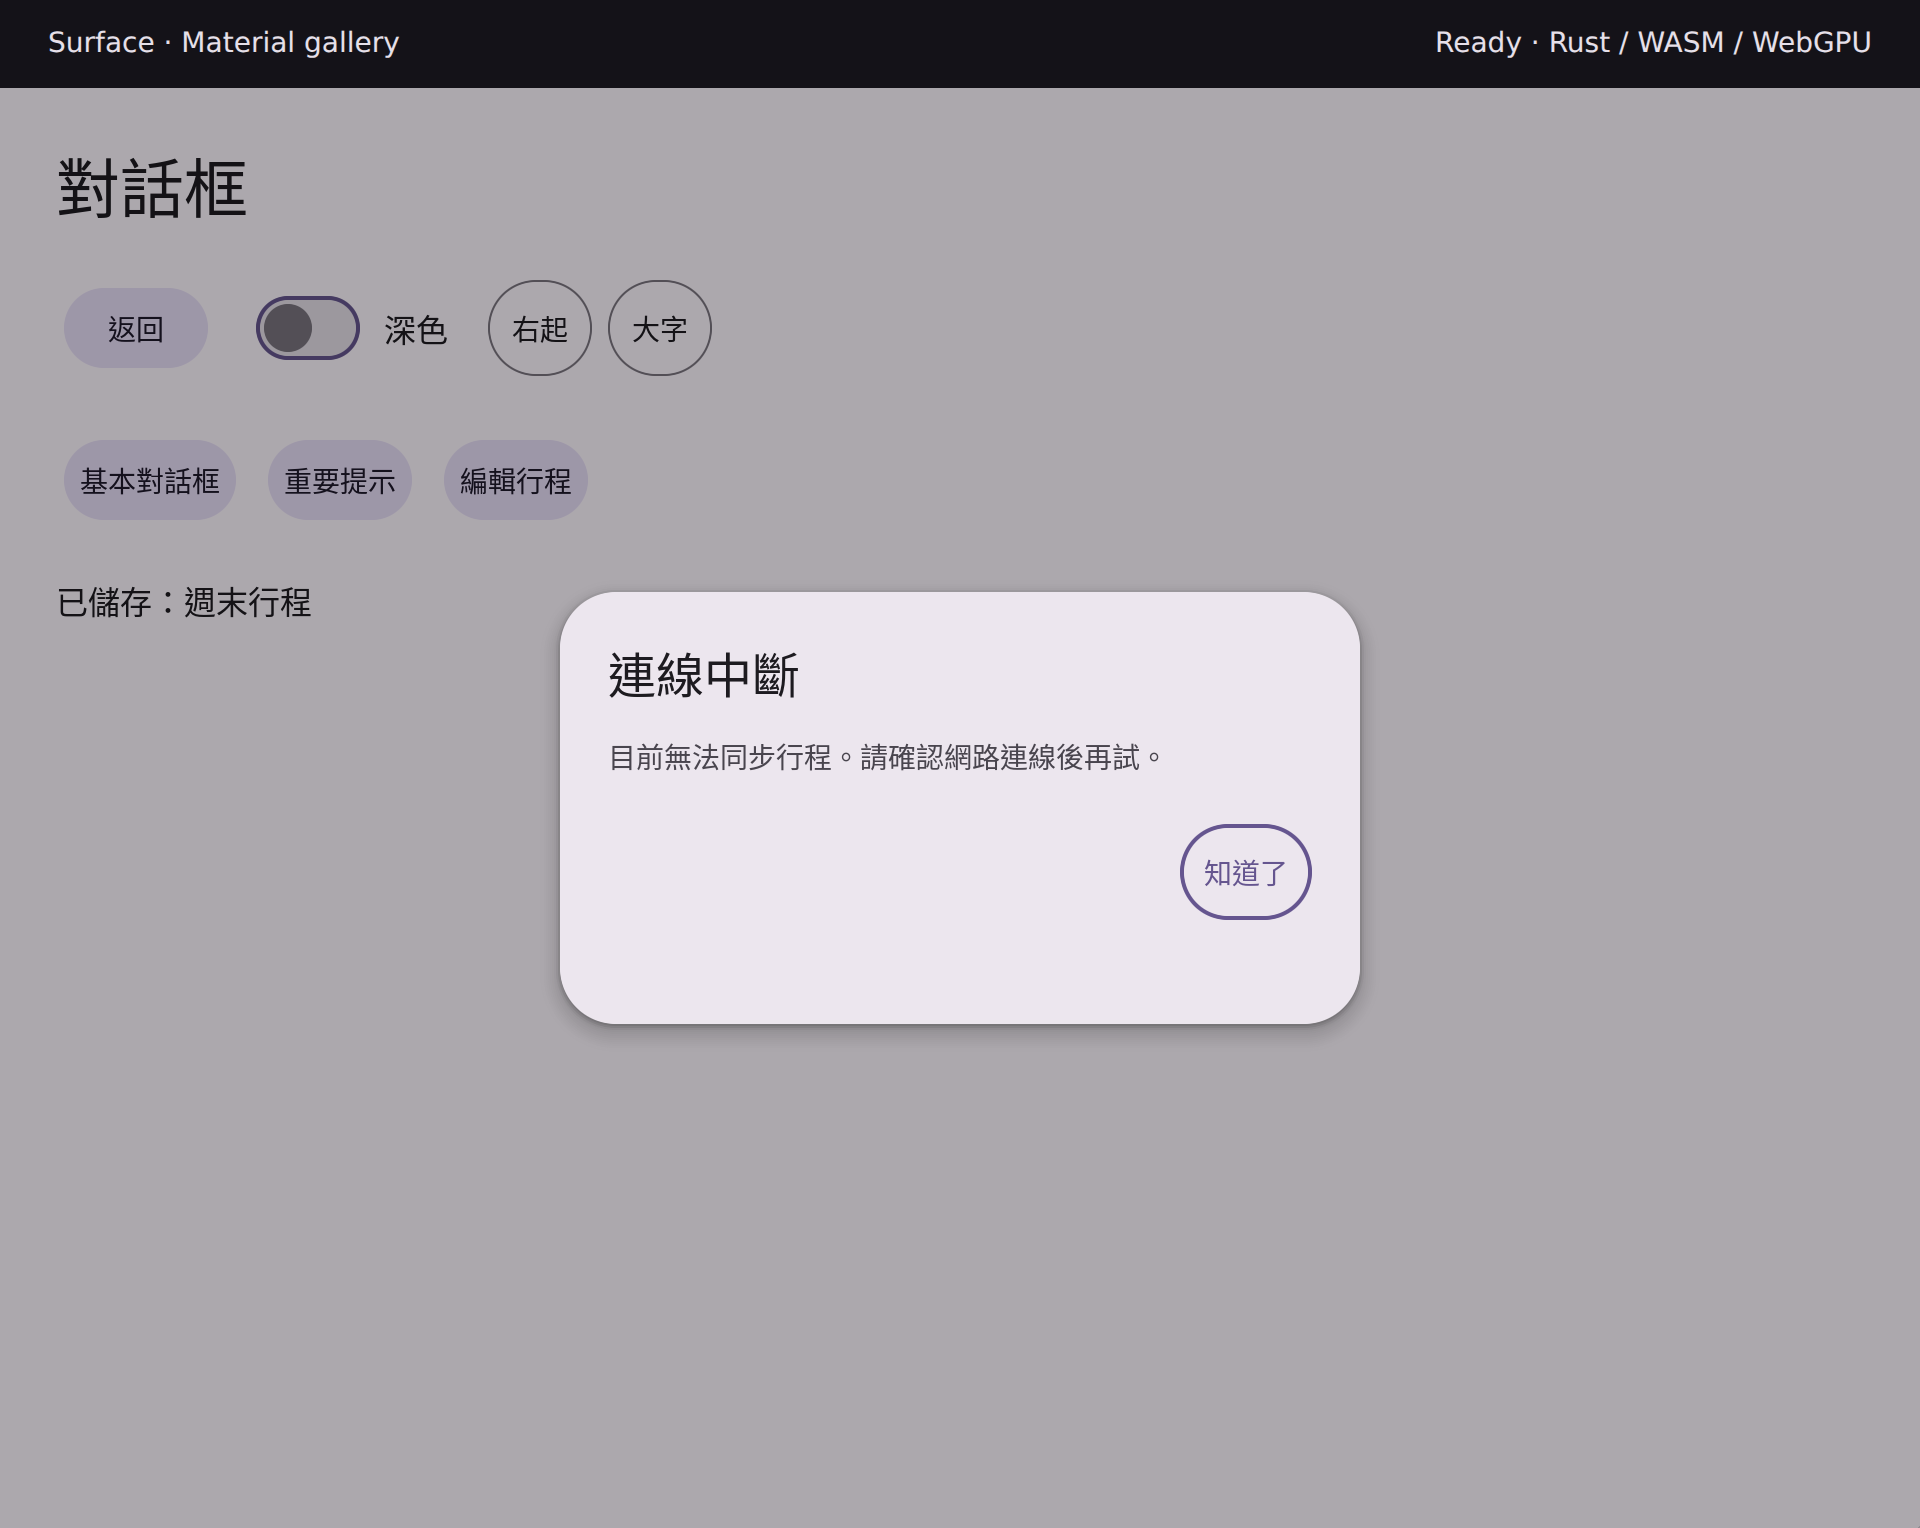 Surface · Material gallery
Ready · Rust / WASM / WebGPU
對話框
返回
深色
右起
大字
基本對話框
重要提示
編輯行程
已儲存：週末行程
連線中斷
目前無法同步行程。請確認網路連線後再試。
知道了